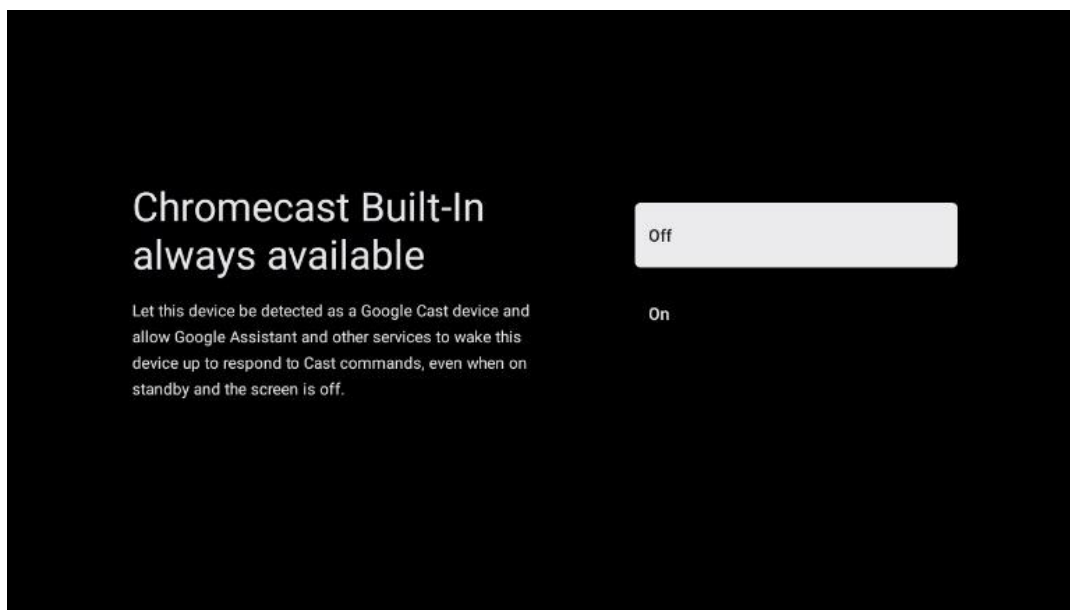 Chromecast Built-In
always available
Let this device be detected as a Google Cast device and
allow Google Assistant and other services to wake this
device up to respond to Cast commands, even when on
standby and the screen is off.
Off
On